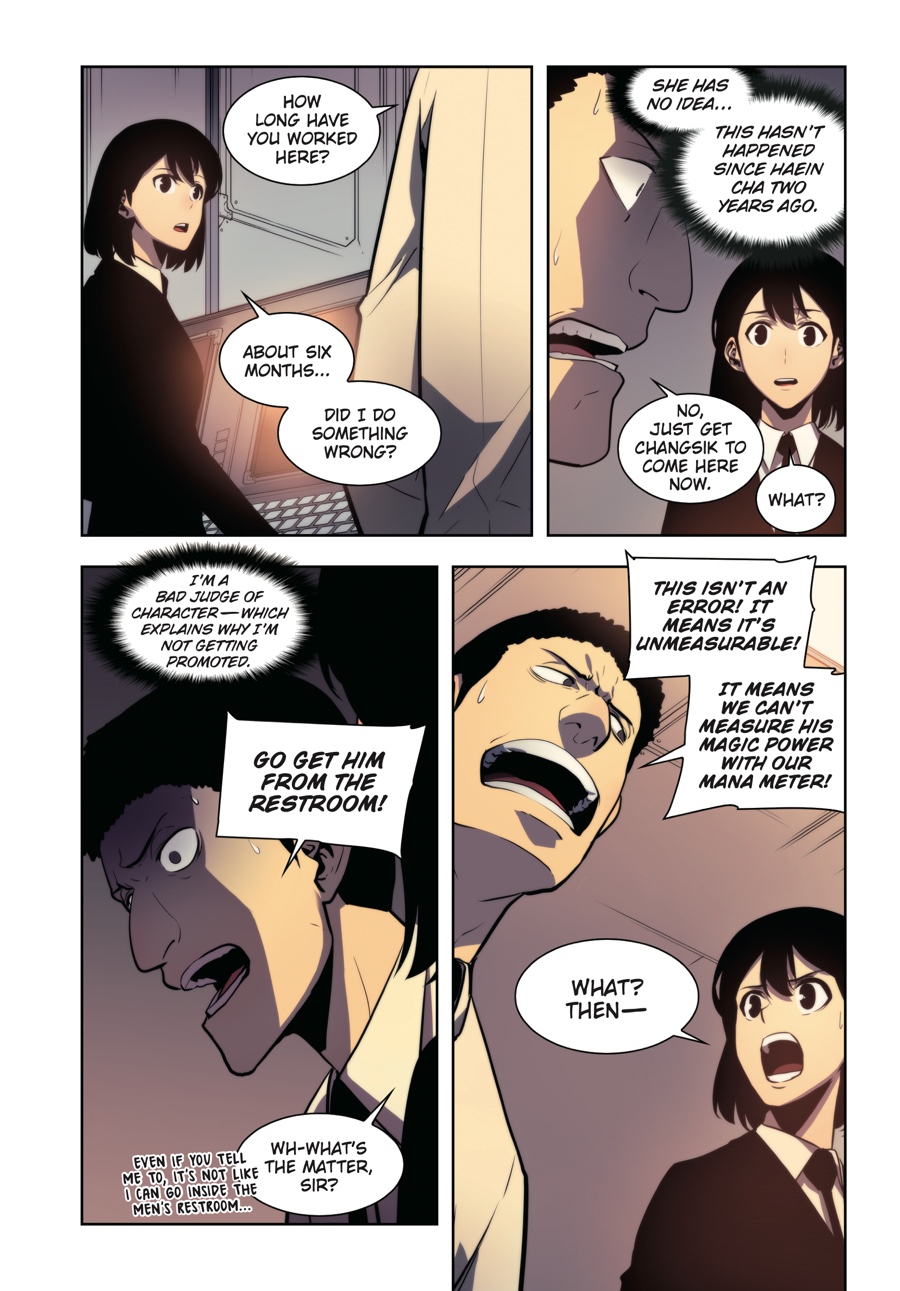 HOW
LONG HAVE
YOU WORKED
HERE?
ABOUT SIX
MONTHS...
DID I DO
SOMETHING
WRONG?
SHE HAS
NO IDEA...
THIS HASN'T
HAPPENED
SINCE HAEIN
CHA TWO
YEARS AGO.
NO,
JUST GET
CHANGSIK TO
COME HERE
NOW.
WHAT?
I'M A
BAD JUDGE OF
CHARACTER—WHICH
EXPLAINS WHY I'M
NOT GETTING
PROMOTED.
GO GET HIM
FROM THE
RESTROOM!
WH-WHAT'S
THE MATTER,
SIR?
EVEN IF YOU TELL
ME TO, IT'S NOT LIKE
I CAN GO INSIDE THE
MEN'S RESTROOM...
THIS ISN'T AN
ERROR! IT
MEANS IT'S
UNMEASURABLE!
IT MEANS
WE CAN'T
MEASURE HIS
MAGIC POWER
WITH OUR
MANA METER!
WHAT?
THEN—